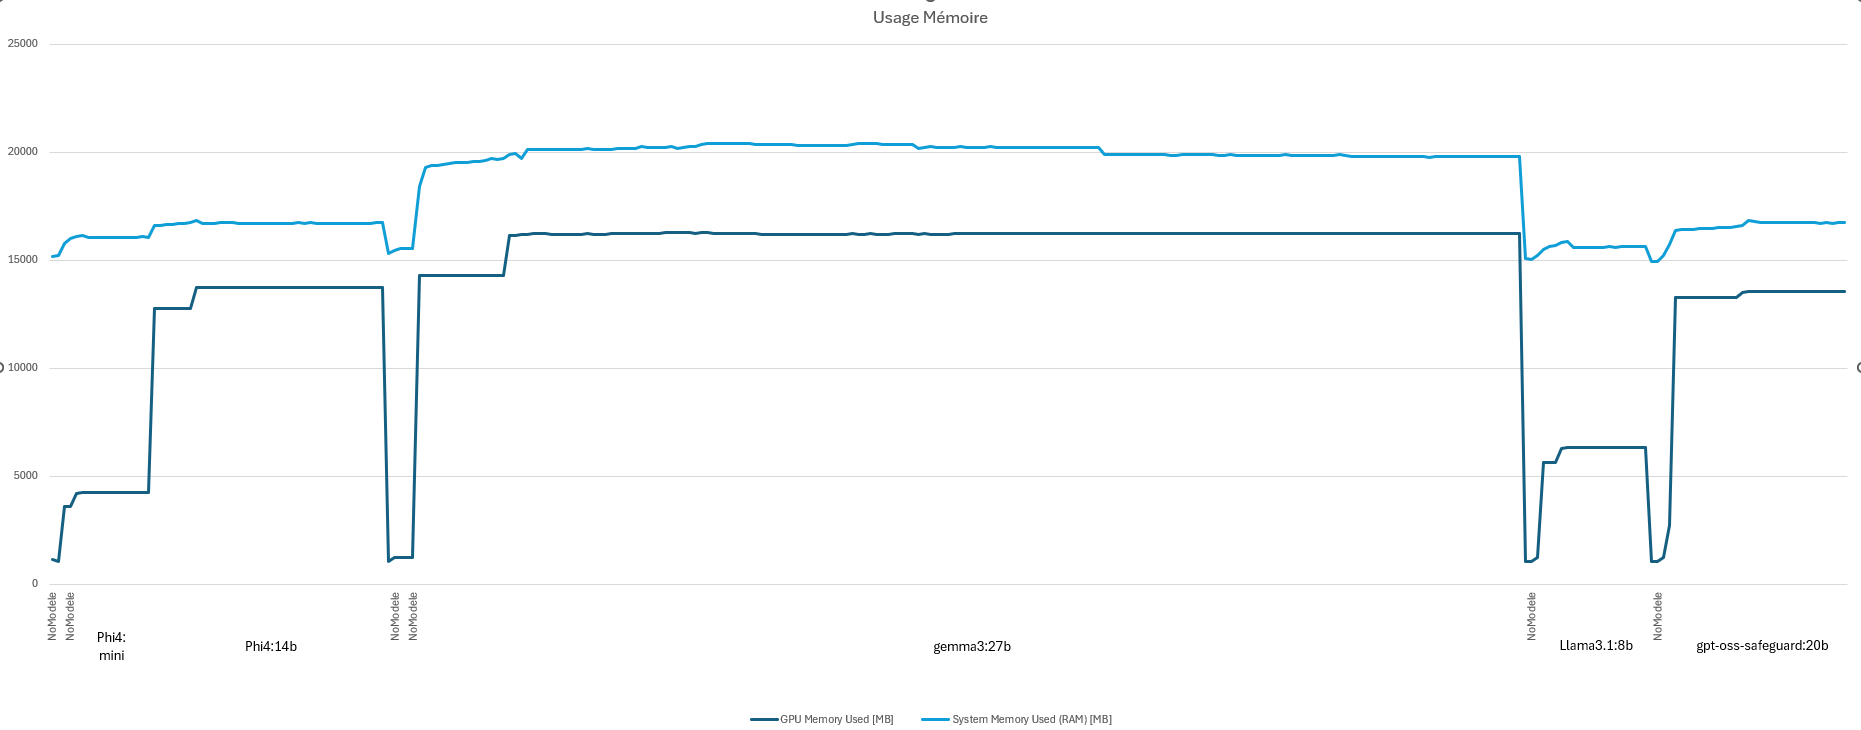 Usage Mémoire
25000
20000
15000
10000
5000
0
NoModele
NoModele
NoModele
NoModele
NoModele
NoModele
Phi4:
mini
Phi4:14b
gemma3:27b
Llama3.1:8b
gpt-oss-safeguard:20b
GPU Memory Used [MB]
System Memory Used (RAM) [MB]